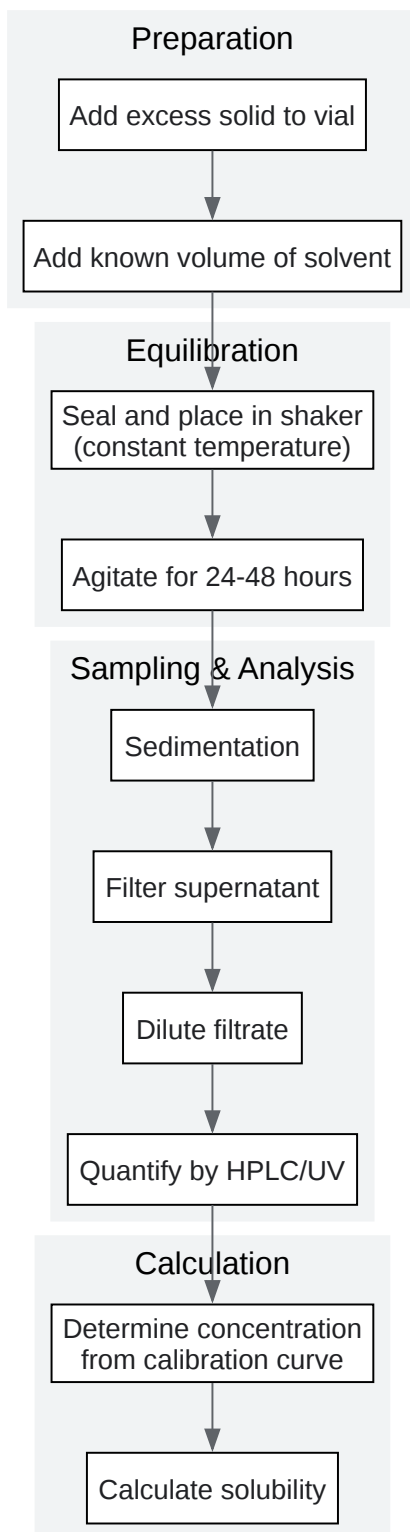 Preparation
Add excess solid to vial
Add known volume of solvent
Equilibration
Seal and place in shaker
(constant temperature)
Agitate for 24-48 hours
Sampling & Analysis
Sedimentation
Filter supernatant
Dilute filtrate
Quantify by HPLC/UV
Calculation
Determine concentration
from calibration curve
Calculate solubility